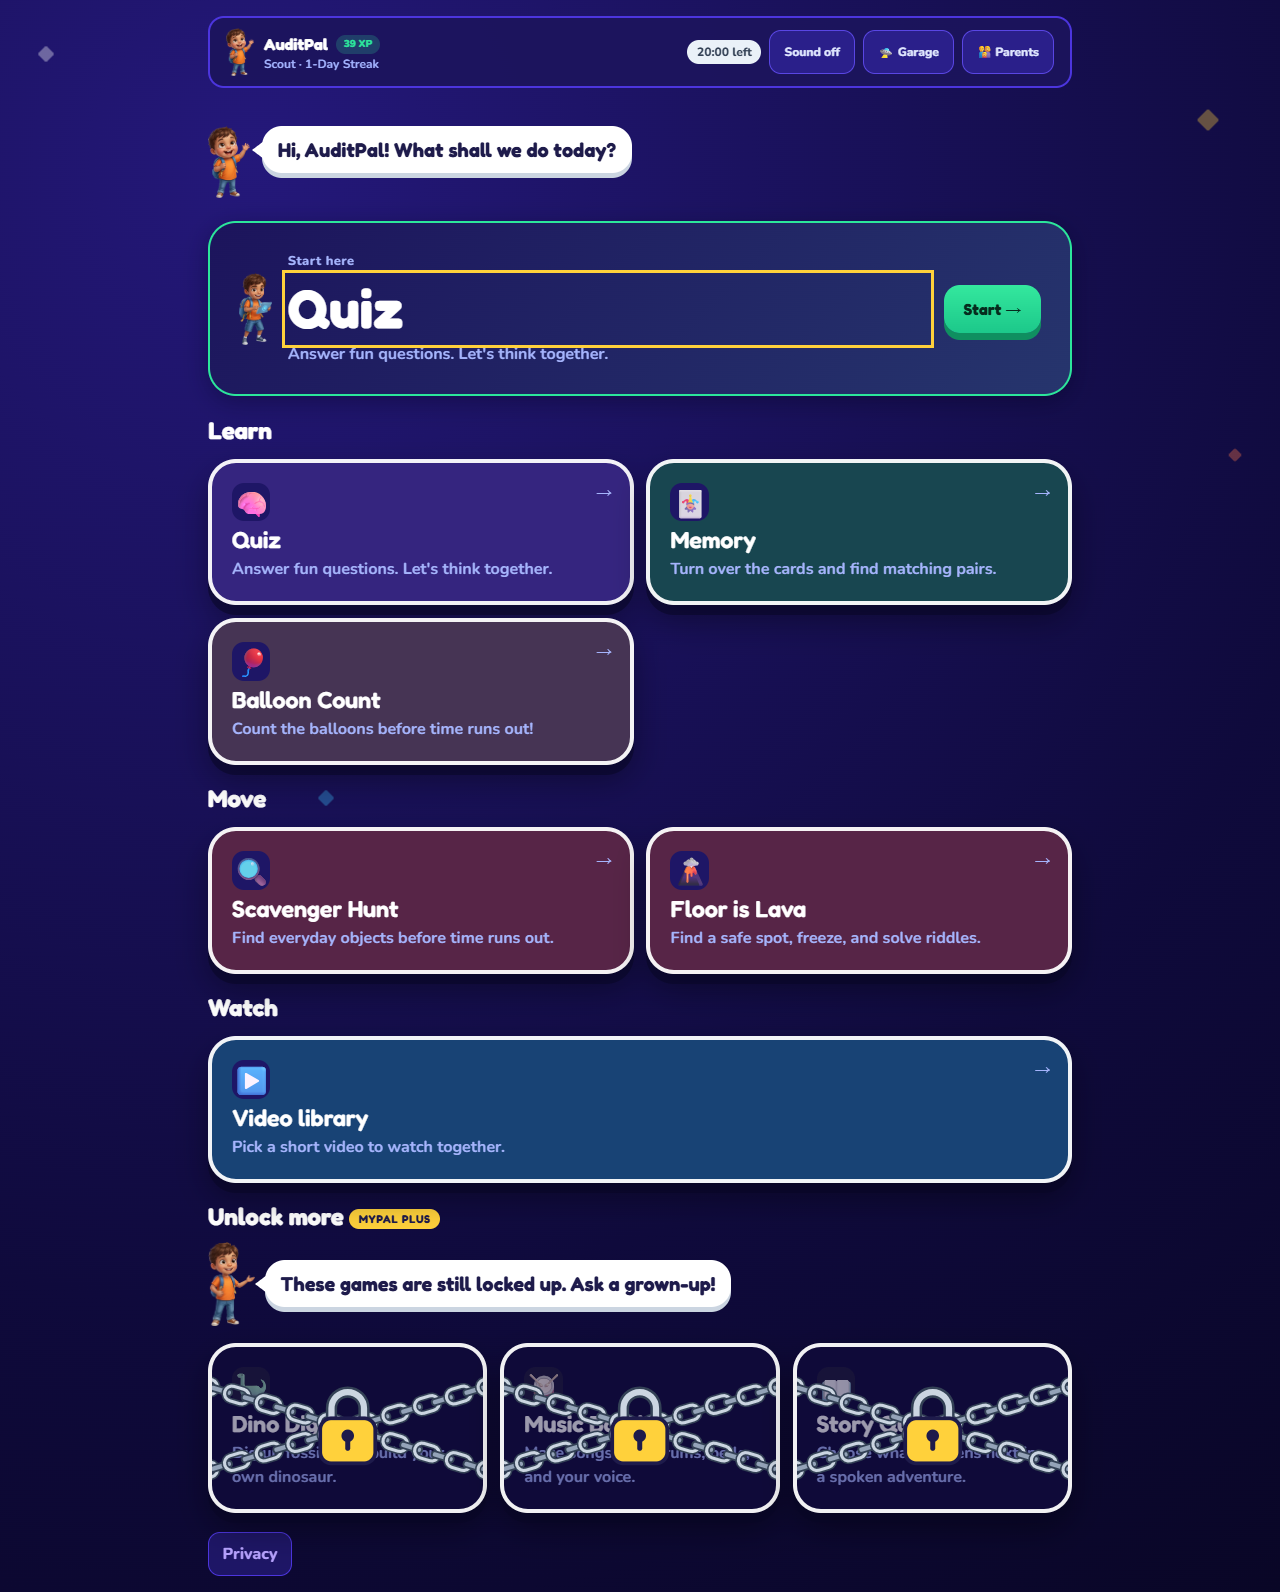 AuditPal 39 XP
Scout · 1-Day Streak
20:00 left
Sound off
Garage
Parents
Hi, AuditPal! What shall we do today?
Start here
Quiz
Answer fun questions. Let's think together.
Start →
Learn
→
Quiz
Answer fun questions. Let's think together.
→
Memory
Turn over the cards and find matching pairs.
→
Balloon Count
Count the balloons before time runs out!
Move
→
Scavenger Hunt
Find everyday objects before time runs out.
→
Floor is Lava
Find a safe spot, freeze, and solve riddles.
Watch
→
Video library
Pick a short video to watch together.
Unlock more MYPAL PLUS
These games are still locked up. Ask a grown-up!
Dino Dig
own dinosaur.
Music
and your voice.
Story
a spoken adventure.
Privacy